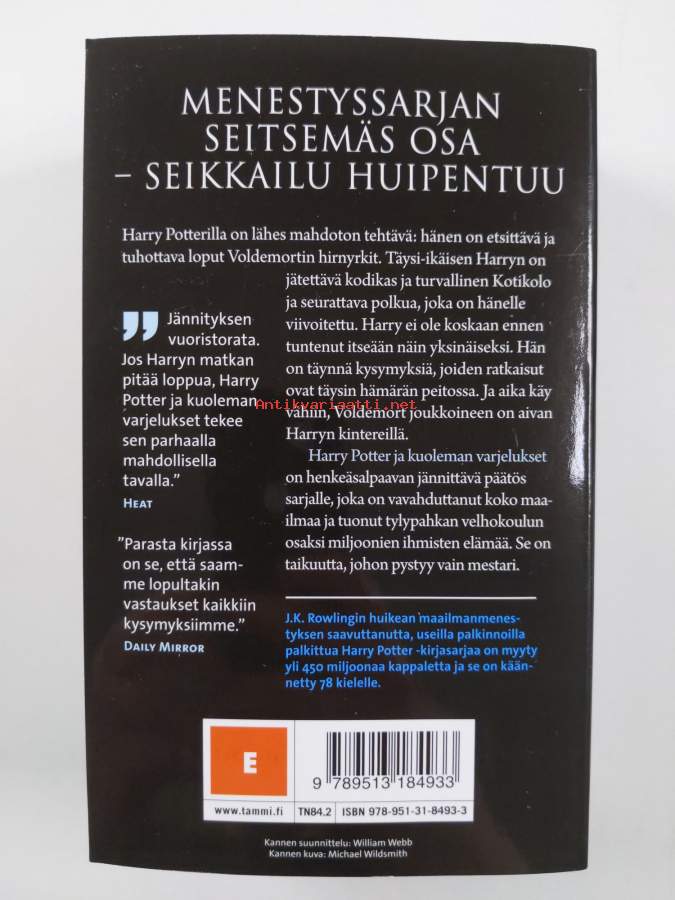 MENESTYSSARJAN
SEITSEMÄS OSA
– SEIKKAILU HUIPENTUU
Harry Potterilla on lähes mahdoton tehtävä: hänen on etsittävä ja
tuhottava loput Voldemortin hirnyrkit. Täysi-ikäisen Harryn on
jätettävä kodikas ja turvallinen Kotikolo
ja seurattava polkua, joka on hänelle
viivoitettu. Harry ei ole koskaan ennen
tuntenut itseään näin yksinäiseksi. Hän
on täynnä kysymyksiä, joiden ratkaisut
ovat täysin hämärän peitossa. Ja aika käy
vähiin, Voldemort joukkoineen on aivan
Harryn kintereillä.
Harry Potter ja kuoleman varjelukset
on henkeäsalpaavan jännittävä päätös
sarjalle, joka on vavahduttanut koko maa-
ilmaa ja tuonut tylypahkan velhokoulun
osaksi miljoonien ihmisten elämää. Se on
taikuutta, johon pystyy vain mestari.
” Jännityksen
vuoristorata.
Jos Harryn matkan
pitää loppua, Harry
Potter ja kuoleman
varjelukset tekee
sen parhaalla
mahdollisella
tavalla.”
HEAT
”Parasta kirjassa
on se, että saam-
me lopultakin
vastaukset kaikkiin
kysymyksiimme.”
DAILY MIRROR
J.K. Rowlingin huikean maailmanmenes-
tyksen saavuttanutta, useilla palkinnoilla
palkittua Harry Potter -kirjasarjaa on myyty
yli 450 miljoonaa kappaletta ja se on kään-
netty 78 kielelle.
Antikvariaatti.net
E
9 789513 184933
www.tammi.fi TN84.2 ISBN 978-951-31-8493-3
Kannen suunnittelu: William Webb
Kannen kuva: Michael Wildsmith